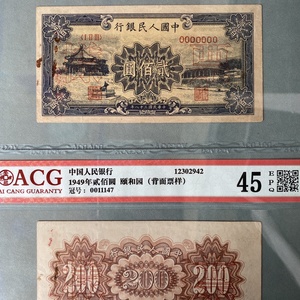 中國人民銀行
(IⅡⅢ)
0000000
貳佰圓
ACG
AI CANG GUARANTY
中国人民银行 12302942
1949年贰佰圆 颐和园（背面票样）
冠号：0011147
45
EPQ
200 200 200